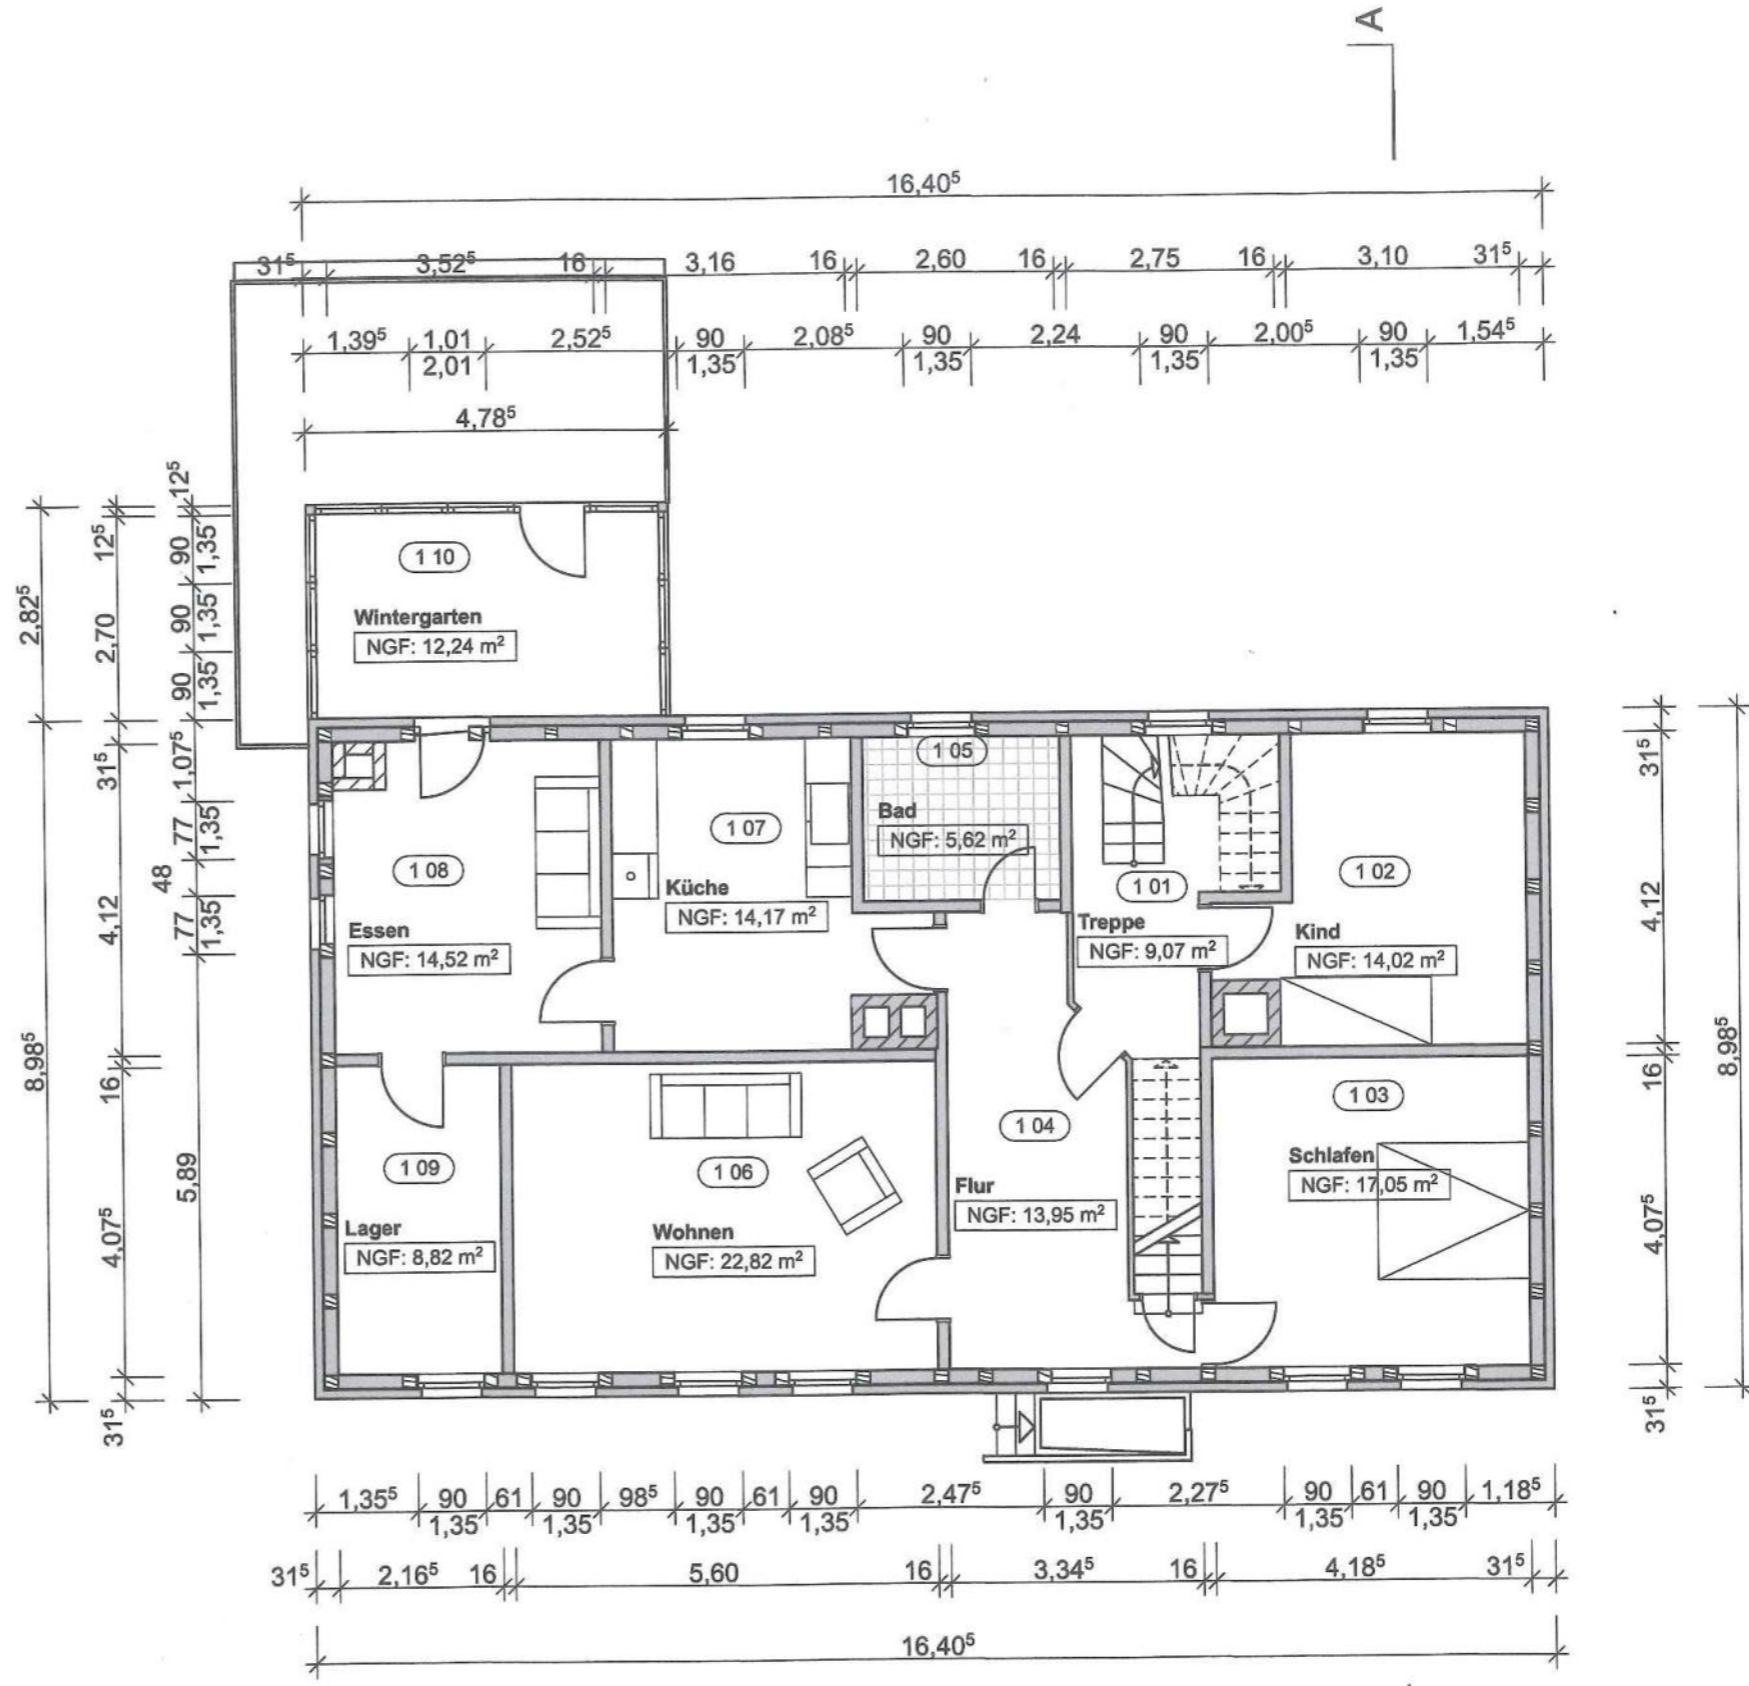 A
16,40⁵
31⁵ 3,52⁵ 16 3,16 16 2,60 16 2,75 16 3,10 31⁵
1,39⁵ 1,01 2,52⁵ 90 2,08⁵ 90 2,24 90 2,00⁵ 90 1,54⁵
2,01 1,35 1,35 1,35 1,35
4,78⁵
2,82⁵
8,98⁵
12⁵
2,70
31⁵
4,12
16
4,07⁵
31⁵
12⁵
90
1,35
90
1,35
90
1,35
1,07⁵
77
1,35
48
77
1,35
5,89
1 10
Wintergarten
NGF: 12,24 m²
1 08
Essen
NGF: 14,52 m²
1 07
Küche
NGF: 14,17 m²
1 05
Bad
NGF: 5,62 m²
1 01
Treppe
NGF: 9,07 m²
1 02
Kind
NGF: 14,02 m²
1 09
Lager
NGF: 8,82 m²
1 06
Wohnen
NGF: 22,82 m²
1 04
Flur
NGF: 13,95 m²
1 03
Schlafen
NGF: 17,05 m²
31⁵
4,12
16
4,07⁵
31⁵
8,98⁵
1,35⁵ 90 61 90 98⁵ 90 61 90 2,47⁵ 90 2,27⁵ 90 61 90 1,18⁵
1,35 1,35 1,35 1,35 1,35 1,35 1,35
31⁵ 2,16⁵ 16 5,60 16 3,34⁵ 16 4,18⁵ 31⁵
16,40⁵